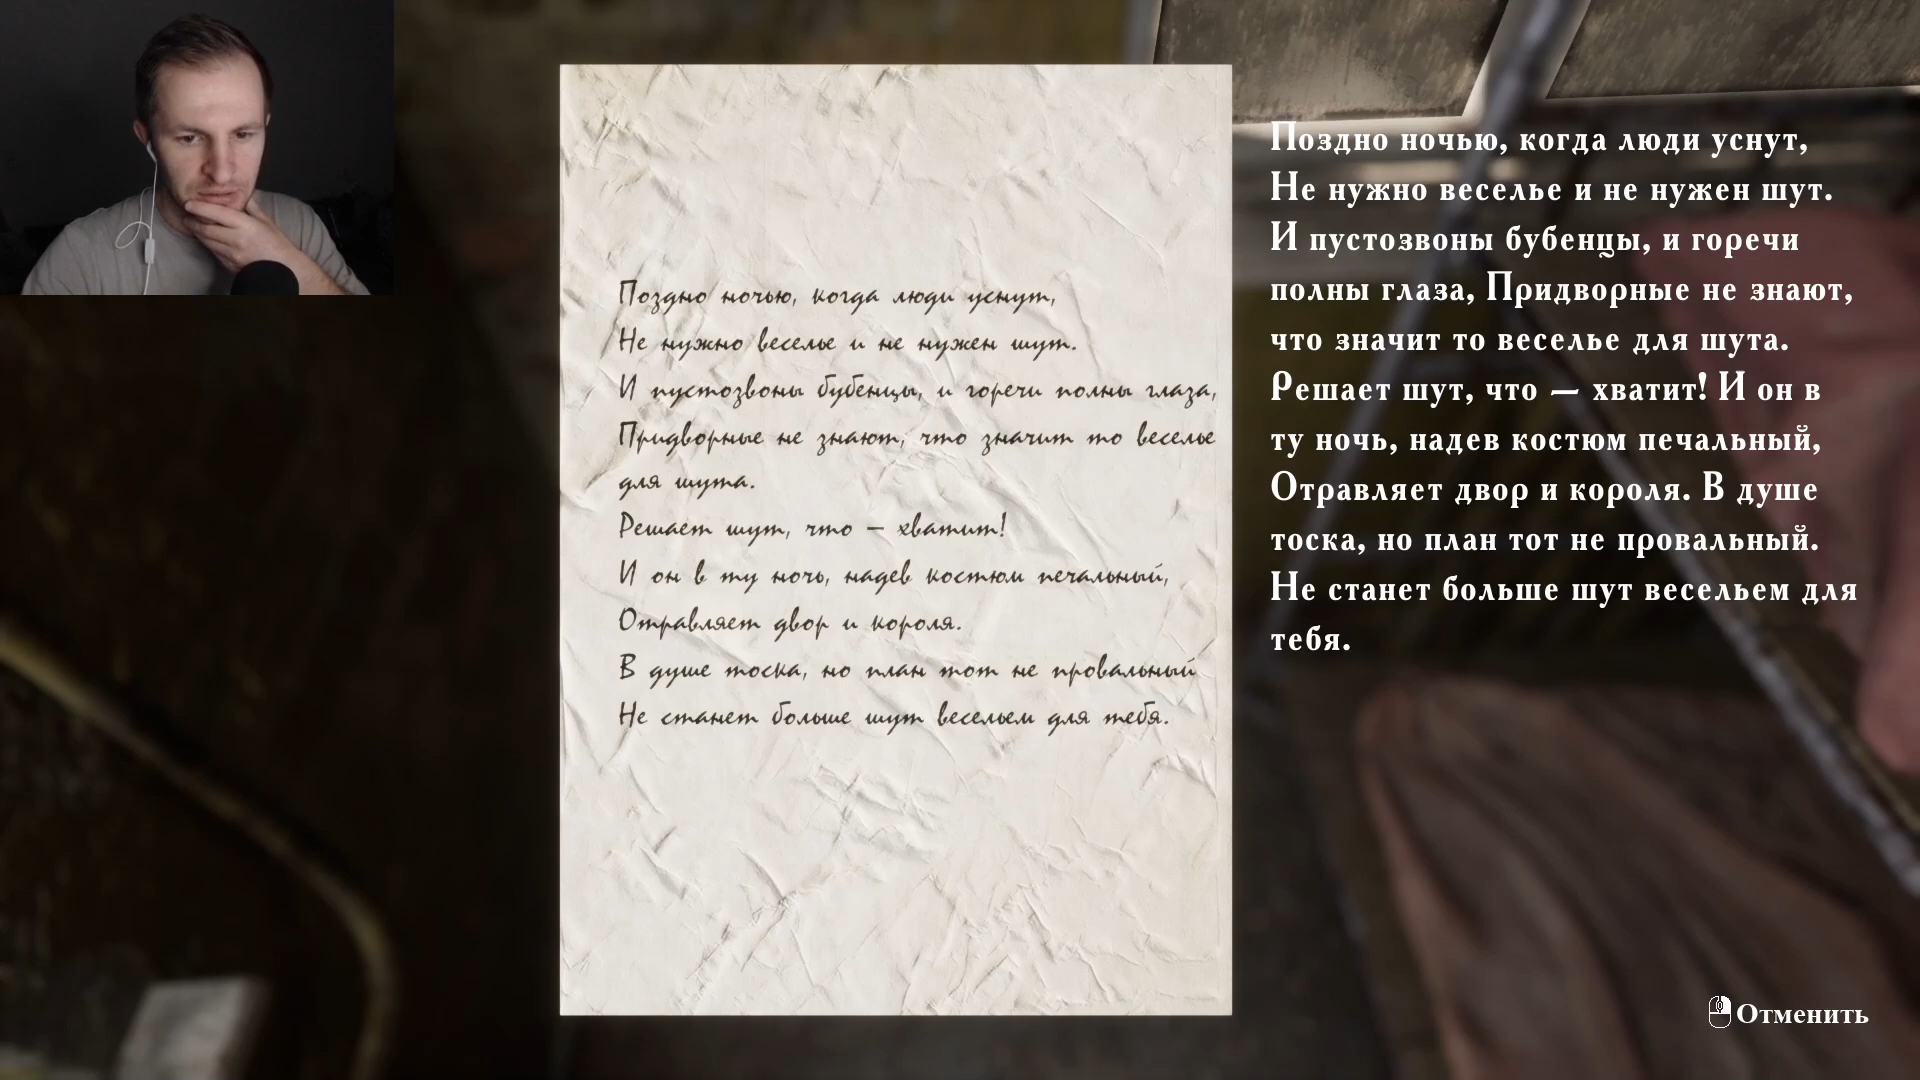 Поздно ночью, когда люди уснут,
Не нужно веселье и не нужен шут.
И пустозвоны бубенцы, и горечи полны глаза,
Придворные не знают, что значит то веселье
для шута.
Решает шут, что — хватит!
И он в ту ночь, надев костюм печальный,
Отравляет двор и короля.
В душе тоска, но план тот не провальный
Не станет больше шут весельем для тебя.
Поздно ночью, когда люди уснут,
Не нужно веселье и не нужен шут.
И пустозвоны бубенцы, и горечи
полны глаза, Придворные не знают,
что значит то веселье для шута.
Решает шут, что — хватит! И он в
ту ночь, надев костюм печальный,
Отравляет двор и короля. В душе
тоска, но план тот не провальный.
Не станет больше шут весельем для
тебя.
Отменить